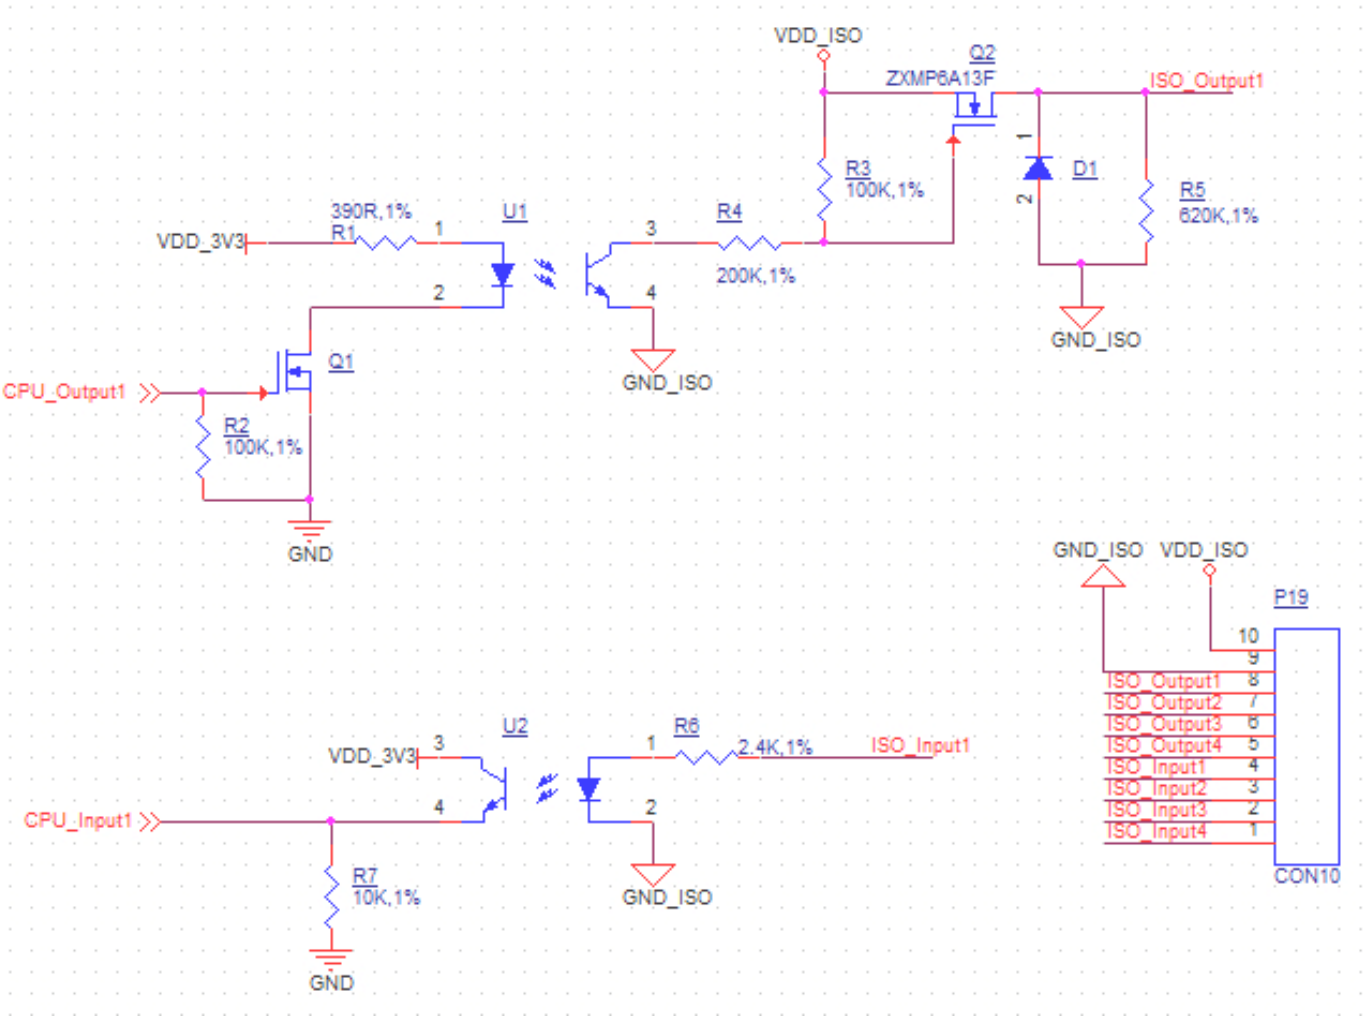 VDD_ISO
Q2
ZXMP6A13F
ISO_Output1
1
D1
2
R3
100K,1%
R5
620K,1%
390R,1%
R1
VDD_3V3
1
U1
3
R4
200K,1%
2
4
GND_ISO
GND_ISO
Q1
CPU_Output1
R2
100K,1%
GND
GND_ISO
VDD_ISO
P19
10
9
ISO_Output1 8
ISO_Output2 7
ISO_Output3 6
ISO_Output4 5
ISO_Input1 4
ISO_Input2 3
ISO_Input3 2
ISO_Input4 1
CON10
U2
R6
VDD_3V3
3
1
2.4K,1%
ISO_Input1
CPU_Input1
4
2
R7
10K,1%
GND_ISO
GND